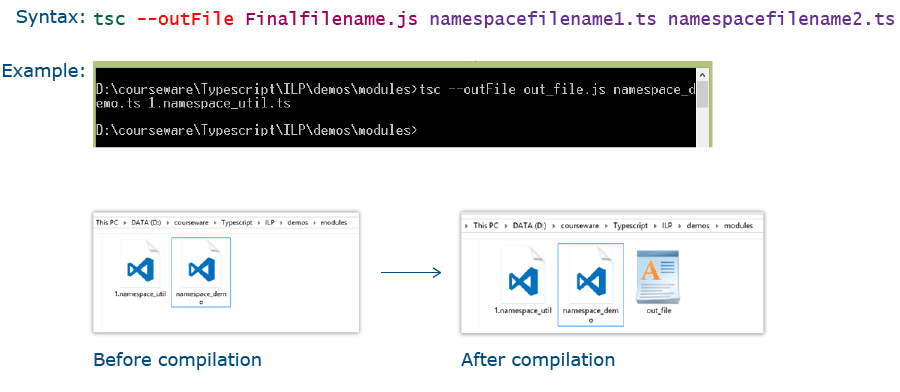 Syntax: tsc --outFile Finalfilename.js namespacefilename1.ts namespacefilename2.ts
Example:
D:\courseware\Typescript\ILP\demos\modules>tsc --outFile out_file.js namespace_d
emo.ts 1.namespace_util.ts
D:\courseware\Typescript\ILP\demos\modules>
This PC ▸ DATA (D:) ▸ courseware ▸ Typescript ▸ ILP ▸ demos ▸ modules
1.namespace_util
namespace_dem
o
▸ This PC ▸ DATA (D:) ▸ courseware ▸ Typescript ▸ ILP ▸ demos ▸ modules
1.namespace_util
namespace_dem
o
A
out_file
Before compilation
After compilation